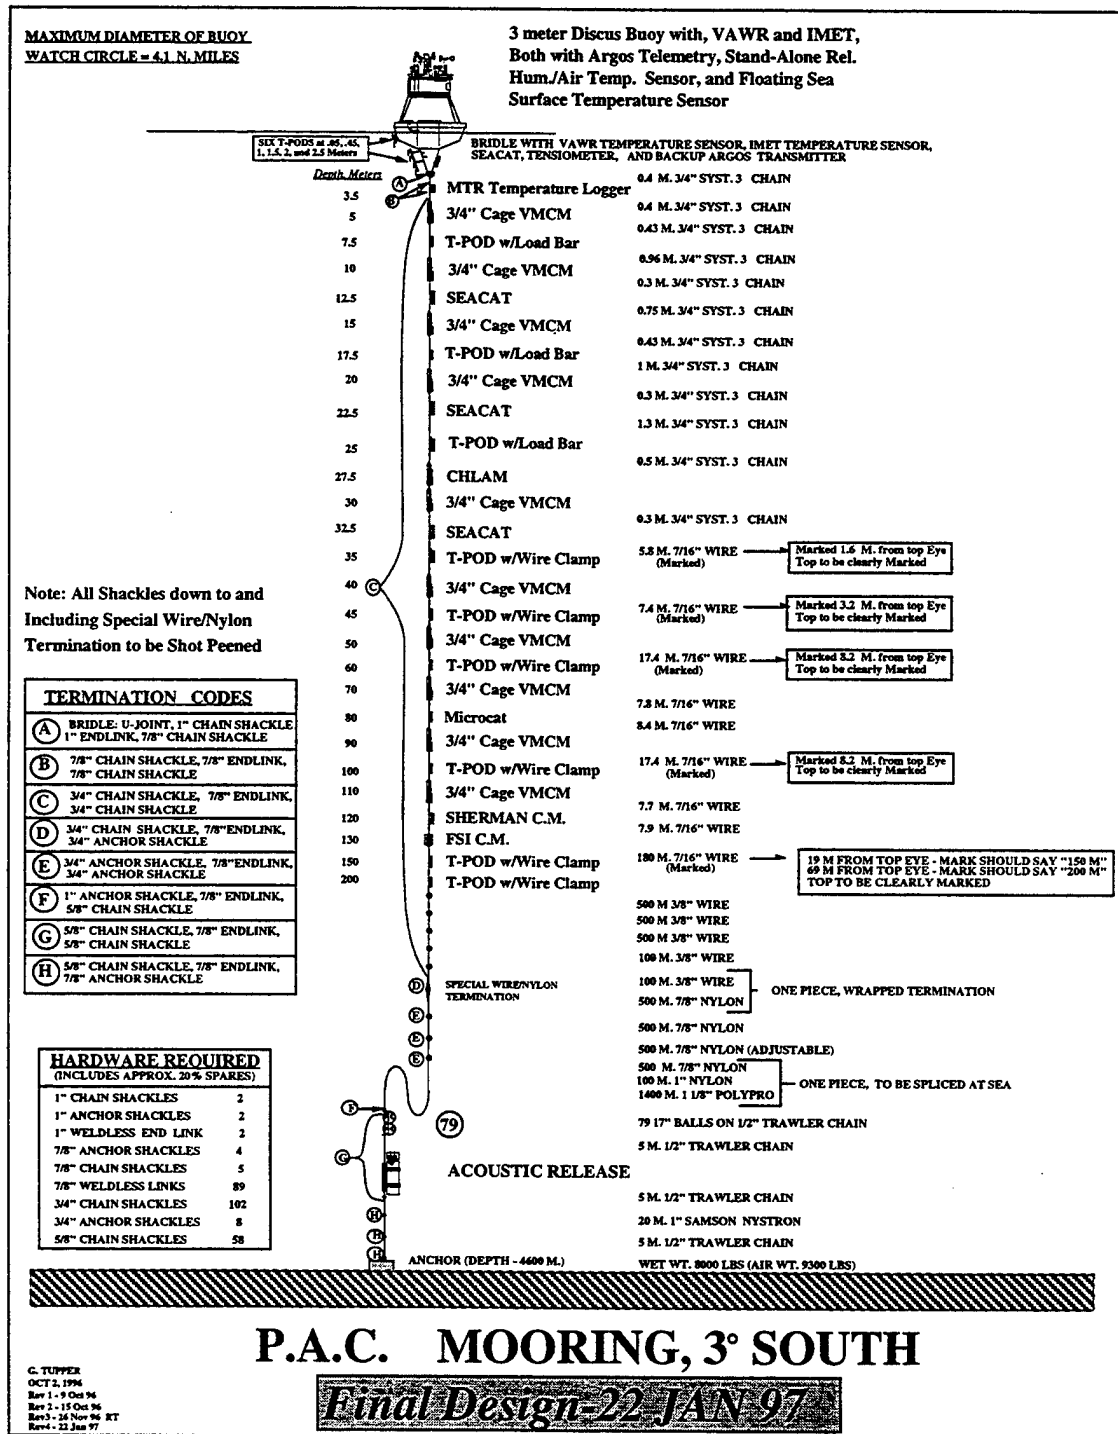 MAXIMUM DIAMETER OF BUOY
WATCH CIRCLE = 4.1 N. MILES
3 meter Discus Buoy with, VAWR and IMET,
Both with Argos Telemetry, Stand-Alone Rel.
Hum./Air Temp. Sensor, and Floating Sea
Surface Temperature Sensor
SIX T-PODS at .05, .45,
1, 1.5, 2, and 2.5 Meters
BRIDLE WITH VAWR TEMPERATURE SENSOR, IMET TEMPERATURE SENSOR,
SEACAT, TENSIOMETER, AND BACKUP ARGOS TRANSMITTER
Depth, Meters
A
0.4 M. 3/4" SYST. 3 CHAIN
3.5 B MTR Temperature Logger
0.4 M. 3/4" SYST. 3 CHAIN
5 3/4" Cage VMCM
0.43 M. 3/4" SYST. 3 CHAIN
7.5 T-POD w/Load Bar
0.96 M. 3/4" SYST. 3 CHAIN
10 3/4" Cage VMCM
0.3 M. 3/4" SYST. 3 CHAIN
12.5 SEACAT
0.75 M. 3/4" SYST. 3 CHAIN
15 3/4" Cage VMCM
0.43 M. 3/4" SYST. 3 CHAIN
17.5 T-POD w/Load Bar
1 M. 3/4" SYST. 3 CHAIN
20 3/4" Cage VMCM
0.3 M. 3/4" SYST. 3 CHAIN
22.5 SEACAT
1.3 M. 3/4" SYST. 3 CHAIN
25 T-POD w/Load Bar
0.5 M. 3/4" SYST. 3 CHAIN
27.5 CHLAM
30 3/4" Cage VMCM
0.3 M. 3/4" SYST. 3 CHAIN
32.5 SEACAT
35 T-POD w/Wire Clamp 5.8 M. 7/16" WIRE
(Marked)
Marked 1.6 M. from top Eye
Top to be clearly Marked
40 C 3/4" Cage VMCM
45 T-POD w/Wire Clamp 7.4 M. 7/16" WIRE
(Marked)
Marked 3.2 M. from top Eye
Top to be clearly Marked
50 3/4" Cage VMCM
60 T-POD w/Wire Clamp 17.4 M. 7/16" WIRE
(Marked)
Marked 8.2 M. from top Eye
Top to be clearly Marked
70 3/4" Cage VMCM
7.8 M. 7/16" WIRE
80 Microcat
8.4 M. 7/16" WIRE
90 3/4" Cage VMCM
100 T-POD w/Wire Clamp 17.4 M. 7/16" WIRE
(Marked)
Marked 8.2 M. from top Eye
Top to be clearly Marked
110 3/4" Cage VMCM
7.7 M. 7/16" WIRE
120 SHERMAN C.M.
7.9 M. 7/16" WIRE
130 FSI C.M.
150 T-POD w/Wire Clamp 180 M. 7/16" WIRE
(Marked)
19 M FROM TOP EYE - MARK SHOULD SAY "150 M"
69 M FROM TOP EYE - MARK SHOULD SAY "200 M"
TOP TO BE CLEARLY MARKED
200 T-POD w/Wire Clamp
500 M 3/8" WIRE
500 M 3/8" WIRE
500 M 3/8" WIRE
100 M. 3/8" WIRE
D SPECIAL WIRE/NYLON
TERMINATION
100 M. 3/8" WIRE
500 M. 7/8" NYLON
ONE PIECE, WRAPPED TERMINATION
E
500 M. 7/8" NYLON
E
500 M. 7/8" NYLON (ADJUSTABLE)
E
500 M. 7/8" NYLON
100 M. 1" NYLON
1400 M. 1 1/8" POLYPRO
ONE PIECE, TO BE SPLICED AT SEA
F
79
79 17" BALLS ON 1/2" TRAWLER CHAIN
5 M. 1/2" TRAWLER CHAIN
G
ACOUSTIC RELEASE
5 M. 1/2" TRAWLER CHAIN
H
20 M. 1" SAMSON NYSTRON
H
5 M. 1/2" TRAWLER CHAIN
H
ANCHOR (DEPTH - 4600 M.)
WET WT. 8000 LBS (AIR WT. 9300 LBS)
Note: All Shackles down to and
Including Special Wire/Nylon
Termination to be Shot Peened
TERMINATION CODES
A BRIDLE: U-JOINT, 1" CHAIN SHACKLE
1" ENDLINK, 7/8" CHAIN SHACKLE
B 7/8" CHAIN SHACKLE, 7/8" ENDLINK,
7/8" CHAIN SHACKLE
C 3/4" CHAIN SHACKLE, 7/8" ENDLINK,
3/4" CHAIN SHACKLE
D 3/4" CHAIN SHACKLE, 7/8"ENDLINK,
3/4" ANCHOR SHACKLE
E 3/4" ANCHOR SHACKLE, 7/8"ENDLINK,
3/4" ANCHOR SHACKLE
F 1" ANCHOR SHACKLE, 7/8" ENDLINK,
5/8" CHAIN SHACKLE
G 5/8" CHAIN SHACKLE, 7/8" ENDLINK,
5/8" CHAIN SHACKLE
H 5/8" CHAIN SHACKLE, 7/8" ENDLINK,
7/8" ANCHOR SHACKLE
HARDWARE REQUIRED
(INCLUDES APPROX. 20% SPARES)
1" CHAIN SHACKLES 2
1" ANCHOR SHACKLES 2
1" WELDLESS END LINK 2
7/8" ANCHOR SHACKLES 4
7/8" CHAIN SHACKLES 5
7/8" WELDLESS LINKS 89
3/4" CHAIN SHACKLES 102
3/4" ANCHOR SHACKLES 8
5/8" CHAIN SHACKLES 58
P.A.C. MOORING, 3° SOUTH
Final Design-22 JAN 97
G. TUPPER
OCT 2, 1996
Rev 1 - 9 Oct 96
Rev 2 - 15 Oct 96
Rev3 - 26 Nov 96 RT
Rev4 - 22 Jan 97